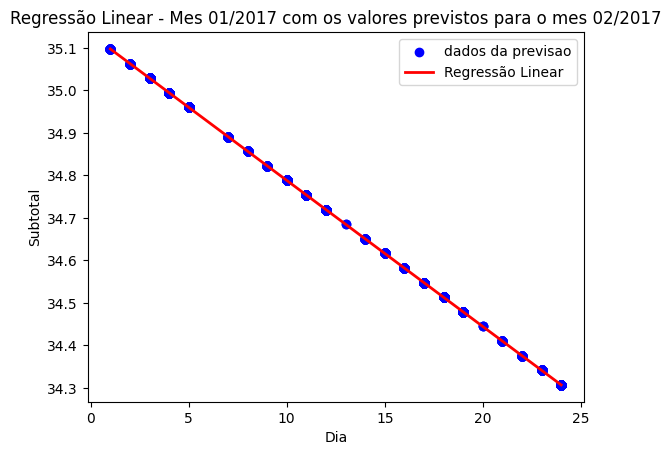 Regressão Linear - Mes 01/2017 com os valores previstos para o mes 02/2017
dados da previsao
Regressão Linear
35.1
35.0
34.9
34.8
34.7
34.6
34.5
34.4
34.3
Subtotal
0 5 10 15 20 25
Dia